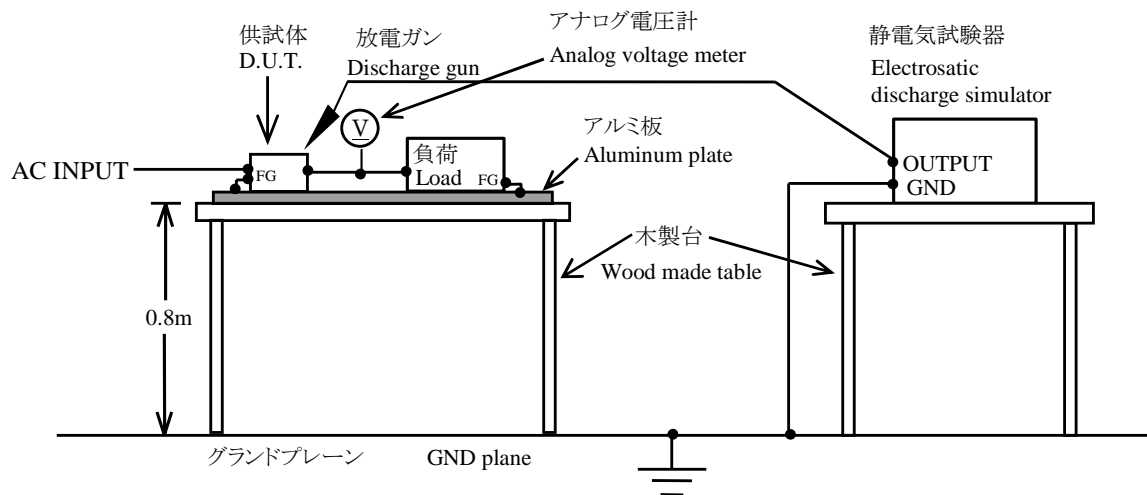 供試体
D.U.T.
放電ガン
Discharge gun
アナログ電圧計
Analog voltage meter
静電気試験器
Electrosatic
discharge simulator
V
アルミ板
Aluminum plate
AC INPUT
FG
負荷
Load
FG
OUTPUT
GND
木製台
Wood made table
0.8m
グランドプレーン
GND plane